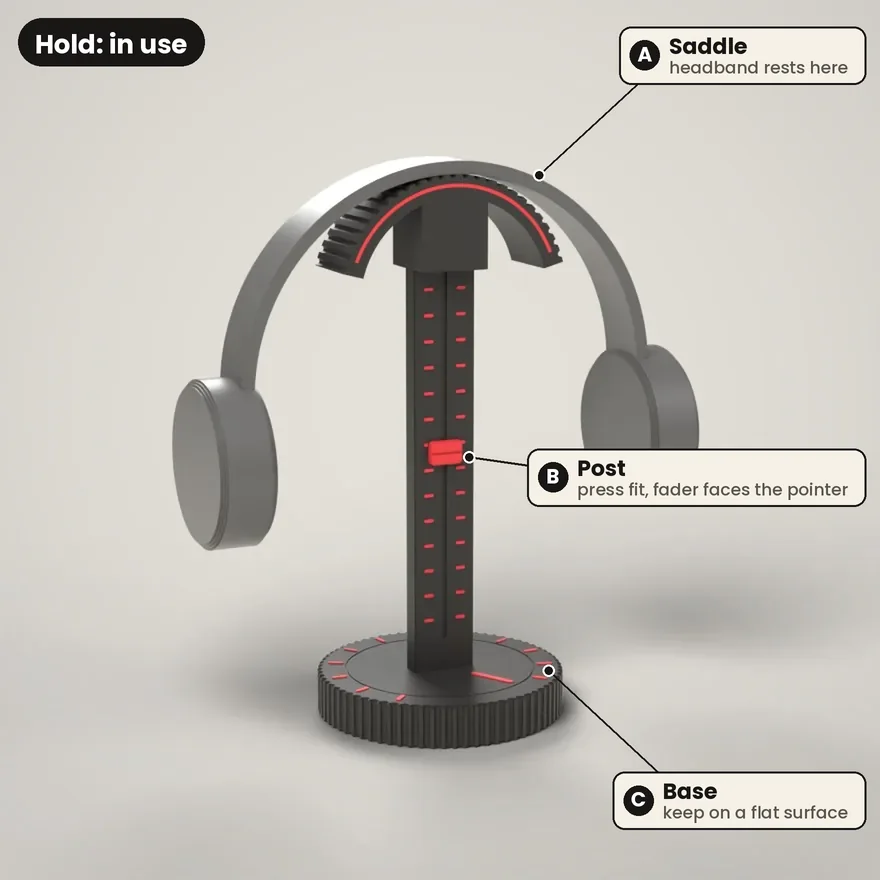 Hold: in use
A
Saddle
headband rests here
B
Post
press fit, fader faces the pointer
C
Base
keep on a flat surface